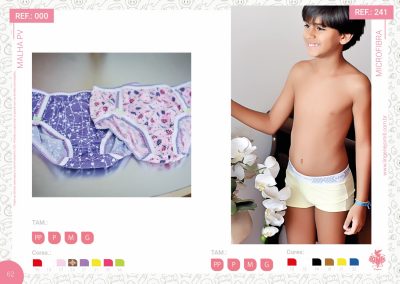 REF.: 000
MALHA PV
TAM.:
PP P M G
Cores:
62
REF.: 241
MICROFIBRA
TAM.:
PP P M G
Cores: